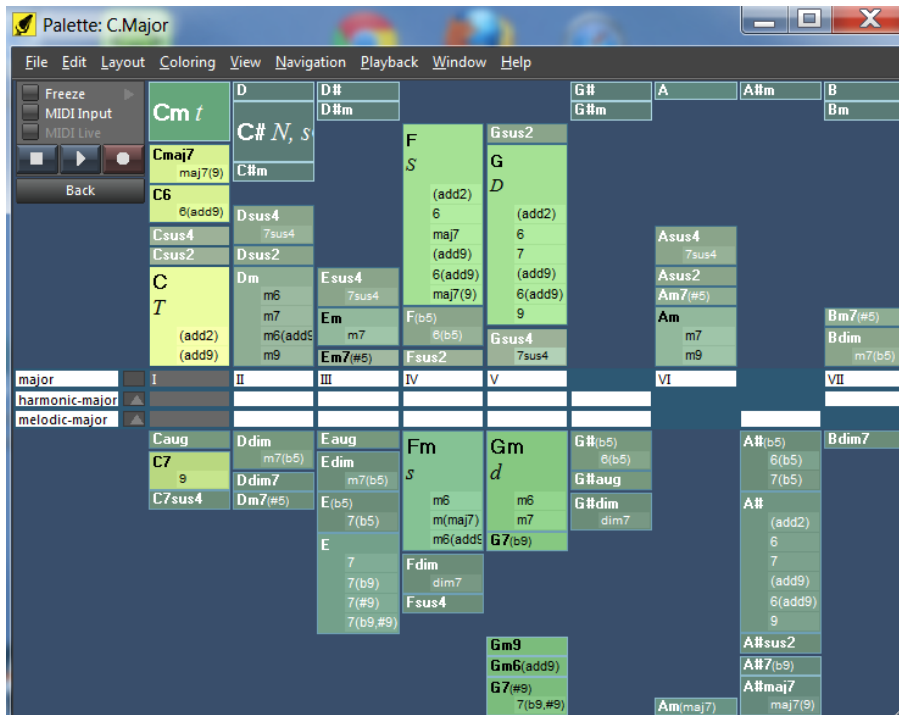 Palette: C.Major
File Edit Layout Coloring View Navigation Playback Window Help
Freeze
MIDI Input
MIDI Live
Back
Cm t
Cmaj7
maj7(9)
C6
6(add9)
Csus4
Csus2
C
T
(add2)
(add9)
D
C# N, s
C#m
Dsus4
7sus4
Dsus2
Dm
m6
m7
m6(add9
m9
D#
D#m
Esus4
7sus4
Em
m7
Em7(#5)
F
S
(add2)
6
maj7
(add9)
6(add9)
maj7(9)
F(b5)
6(b5)
Fsus2
Gsus2
G
D
(add2)
6
7
(add9)
6(add9)
9
Gsus4
7sus4
G#
G#m
A
Asus4
7sus4
Asus2
Am7(#5)
Am
m7
m9
A#m
B
Bm
Bm7(#5)
Bdim
m7(b5)
major I II III IV V VI VII
harmonic-major
melodic-major
Caug
C7
9
C7sus4
Ddim
m7(b5)
Ddim7
Dm7(#5)
Eaug
Edim
m7(b5)
E(b5)
7(b5)
E
7
7(b9)
7(#9)
7(b9,#9)
Fm
s
m6
m(maj7)
m6(add9
Fdim
dim7
Fsus4
Gm
d
m6
m7
G7(b9)
Gm9
Gm6(add9)
G7(#9)
7(b9,#9)
G#(b5)
6(b5)
G#aug
G#dim
dim7
Am(maj7)
A#(b5)
6(b5)
7(b5)
A#
(add2)
6
7
(add9)
6(add9)
9
A#sus2
A#7(b9)
A#maj7
maj7(9)
Bdim7